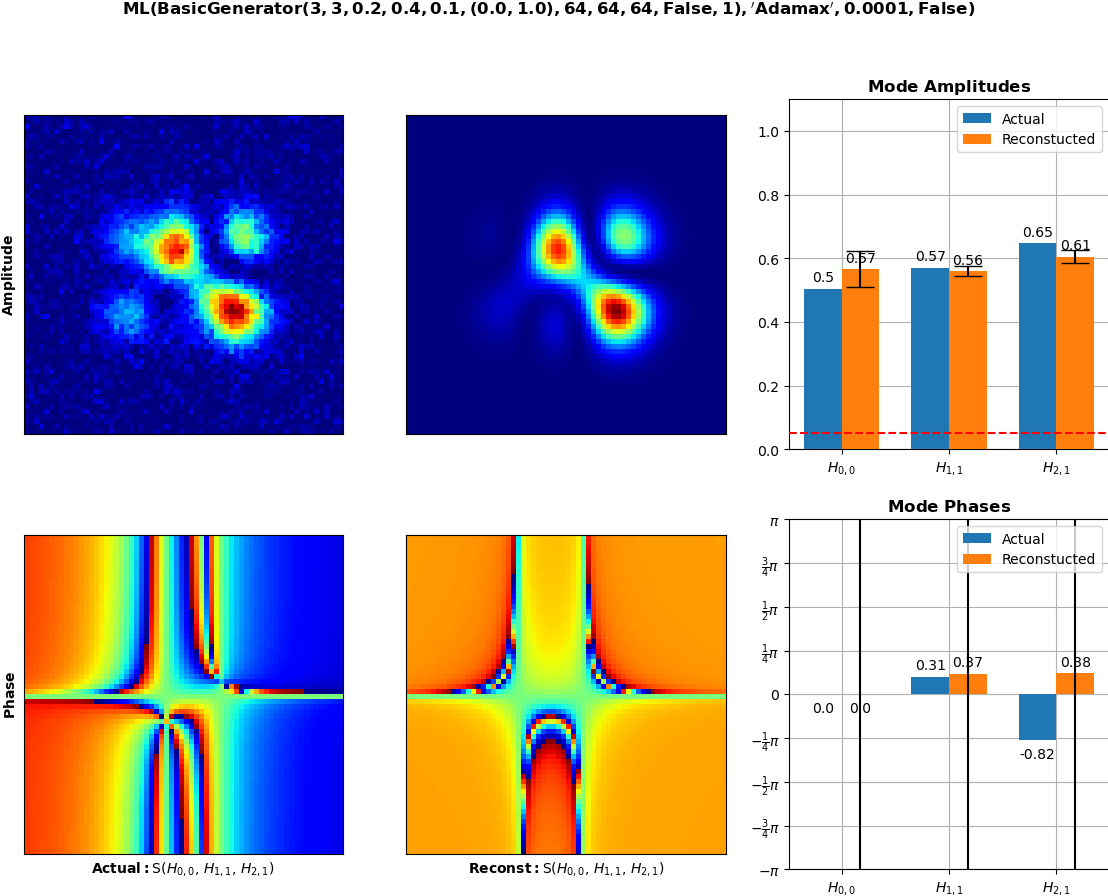 ML(BasicGenerator(3, 3, 0.2, 0.4, 0.1, (0.0, 1.0), 64, 64, 64, False, 1), ′Adamax′, 0.0001, False)
Amplitude
Mode Amplitudes
Actual
Reconstucted
1.0
0.8
0.6
0.4
0.2
0.0
0.5
0.57
0.57
0.56
0.65
0.61
H0,0
H1,1
H2,1
Phase
Actual: S(H0,0, H1,1, H2,1)
Reconst: S(H0,0, H1,1, H2,1)
Mode Phases
Actual
Reconstucted
π
3/4π
1/2π
1/4π
0
−1/4π
−1/2π
−3/4π
−π
0.0
0.0
0.31
0.37
-0.82
0.38
H0,0
H1,1
H2,1